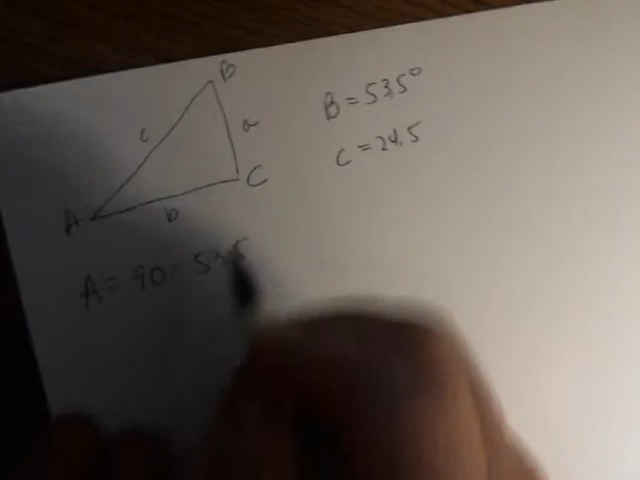 B
c
a
A
b
C
B = 53.5°
c = 24.5
A = 90 - 53.5